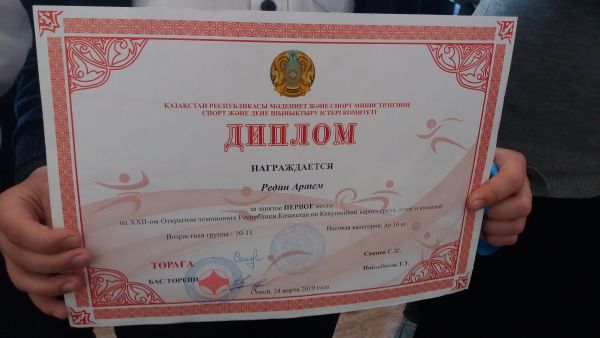 ҚАЗАҚСТАН РЕСПУБЛИКАСЫ МӘДЕНИЕТ ЖӘНЕ СПОРТ МИНИСТРЛІГІНІҢ
СПОРТ ЖӘНЕ ДЕНЕ ШЫНЫҚТЫРУ ІСТЕРІ КОМИТЕТІ
ДИПЛОМ
НАГРАЖДАЕТСЯ
Редин Артем
за занятое ПЕРВОЕ место
на XXII-ом Открытом чемпионате Республики Казахстан по Киокушинкай каратэ среди детей и юношей
Возрастная группа : 10-11
Весовая категория: до 36 кг.
ТӨРАҒА
БАС ТӨРЕШІ
Семей, 24 марта 2019 года